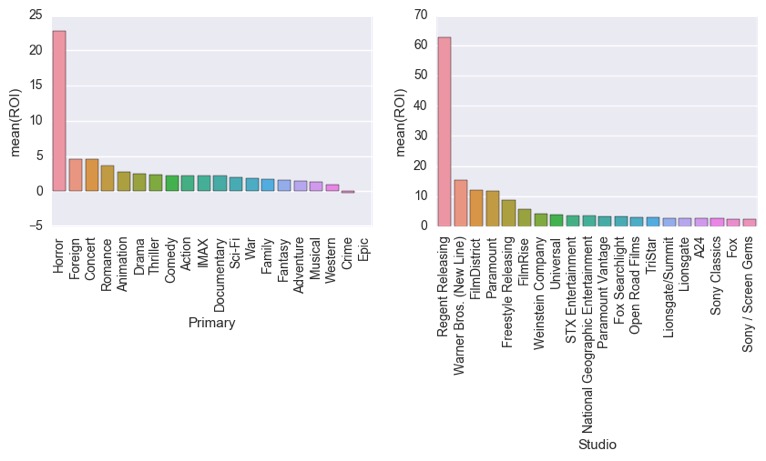 mean(ROI)
25
20
15
10
5
0
−5
Horror
Foreign
Concert
Romance
Animation
Drama
Thriller
Comedy
Action
IMAX
Documentary
Sci-Fi
War
Family
Fantasy
Adventure
Musical
Western
Crime
Epic
Primary
mean(ROI)
70
60
50
40
30
20
10
0
Regent Releasing
Warner Bros. (New Line)
FilmDistrict
Paramount
Freestyle Releasing
FilmRise
Weinstein Company
Universal
STX Entertainment
National Geographic Entertainment
Paramount Vantage
Fox Searchlight
Open Road Films
TriStar
Lionsgate/Summit
Lionsgate
A24
Sony Classics
Fox
Sony / Screen Gems
Studio